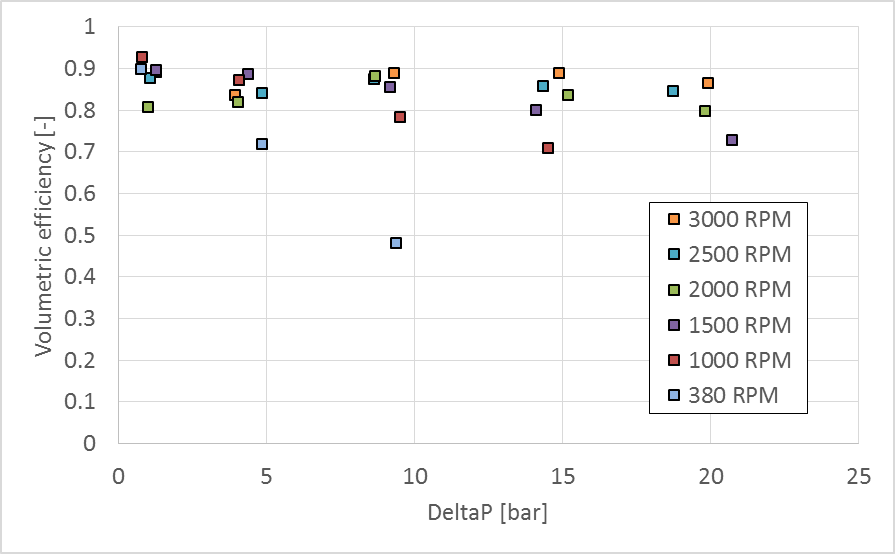 Volumetric efficiency [-]
1
0.9
0.8
0.7
0.6
0.5
0.4
0.3
0.2
0.1
0
0 5 10 15 20 25
DeltaP [bar]
3000 RPM
2500 RPM
2000 RPM
1500 RPM
1000 RPM
380 RPM